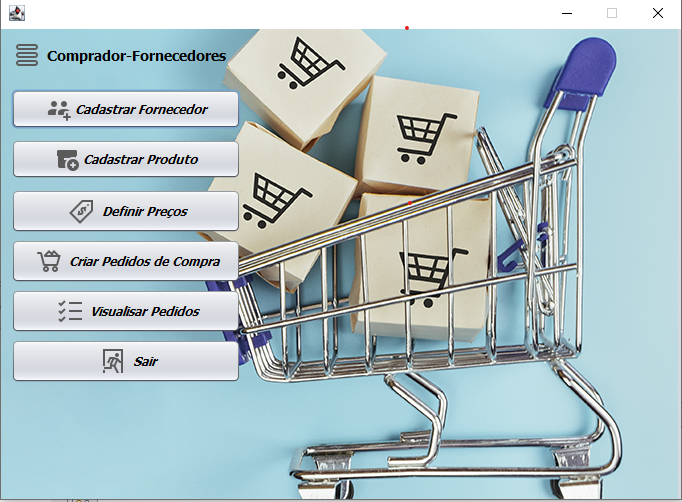 Comprador-Fornecedores
Cadastrar Fornecedor
Cadastrar Produto
Definir Preços
Criar Pedidos de Compra
Visualisar Pedidos
Sair